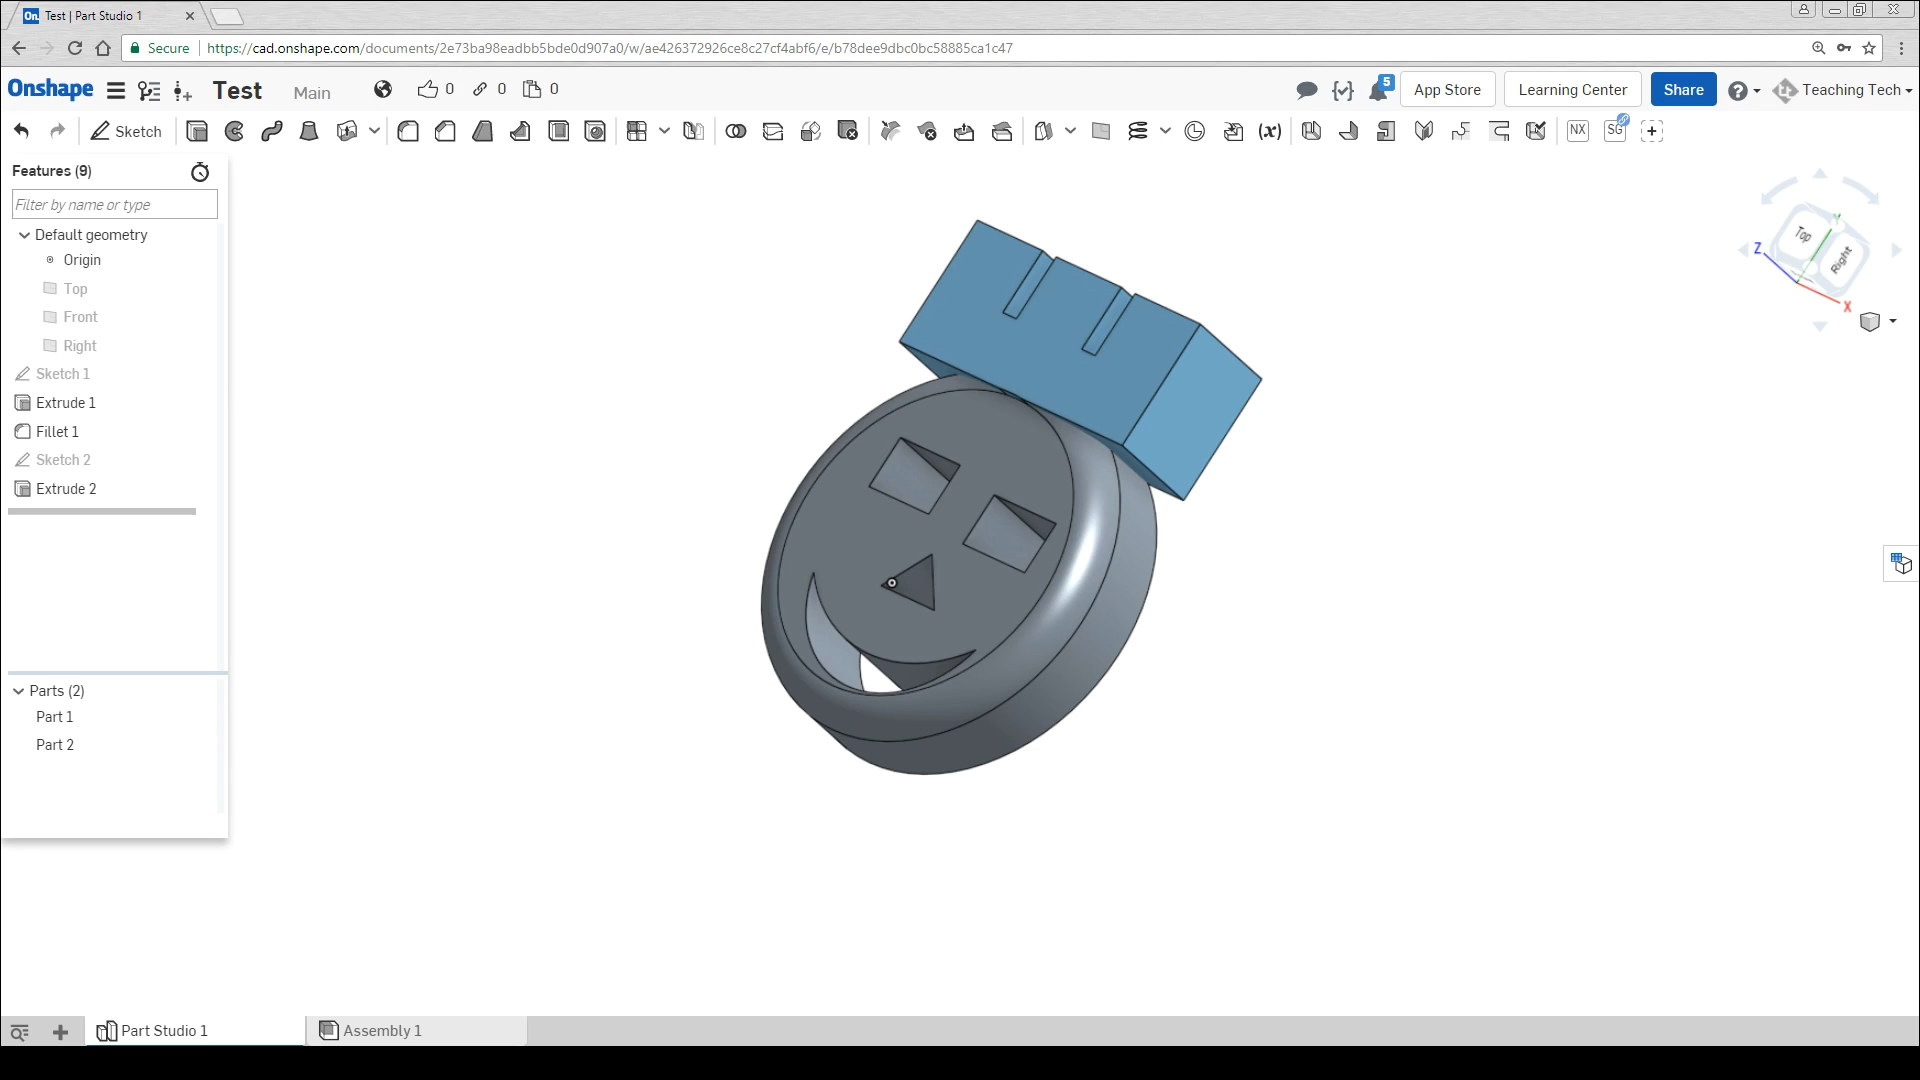 Test | Part Studio 1
Secure https://cad.onshape.com/documents/2e73ba98eadbb5bde0d907a0/w/ae426372926ce8c27cf4abf6/e/b78dee9dbc0bc58885ca1c47
Onshape Test Main 0 0 0 5 App Store Learning Center Share Teaching Tech
Sketch (x) NX SG
Features (9)
Filter by name or type
Default geometry
Origin
Top
Front
Right
Sketch 1
Extrude 1
Fillet 1
Sketch 2
Extrude 2
Parts (2)
Part 1
Part 2
Y
Top
Z
Right
X
Part Studio 1
Assembly 1